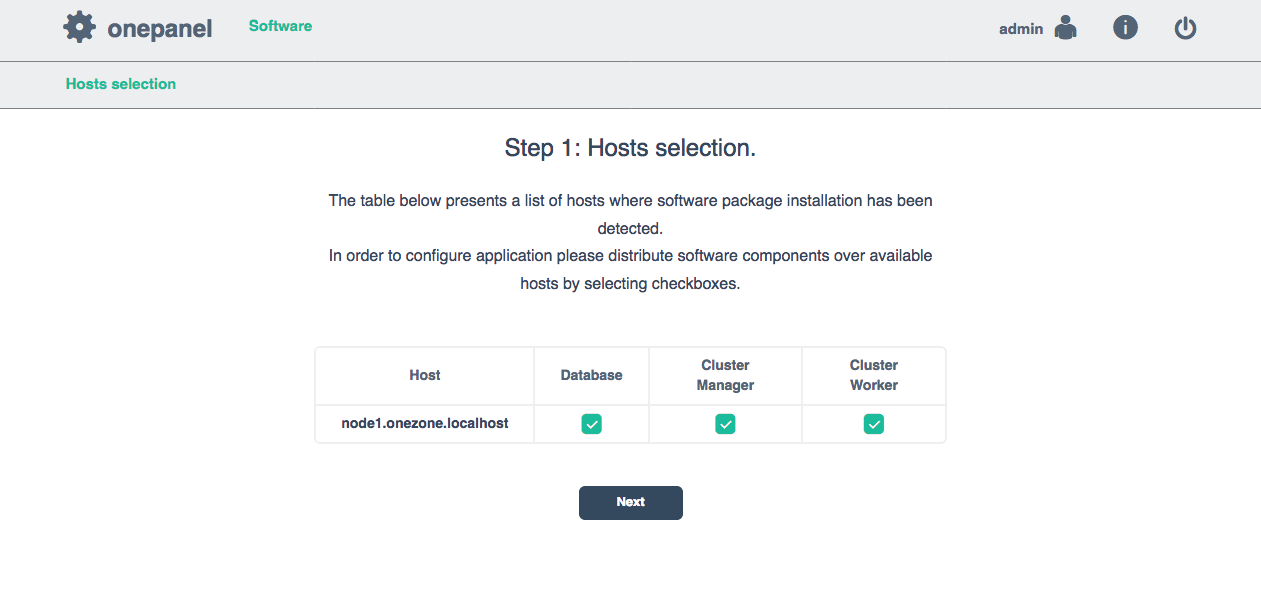 onepanel Software admin
Hosts selection
Step 1: Hosts selection.
The table below presents a list of hosts where software package installation has been
detected.
In order to configure application please distribute software components over available
hosts by selecting checkboxes.
Host Database Cluster Manager Cluster Worker
node1.onezone.localhost
Next